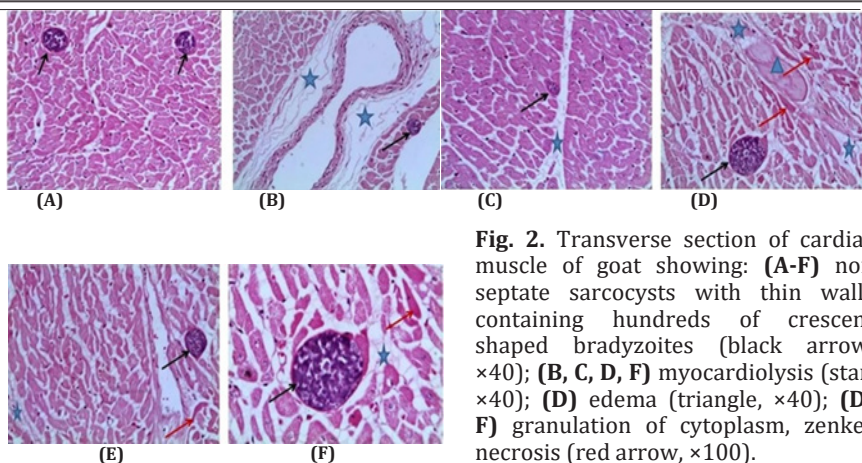 (A)
(B)
(C)
(D)
Fig. 2. Transverse section of cardia
muscle of goat showing: (A-F) no
septate sarcocysts with thin wall
containing hundreds of crescen
shaped bradyzoites (black arrow
×40); (B, C, D, F) myocardiolysis (star
×40); (D) edema (triangle, ×40); (D
F) granulation of cytoplasm, zenke
necrosis (red arrow, ×100).
(E)
(F)